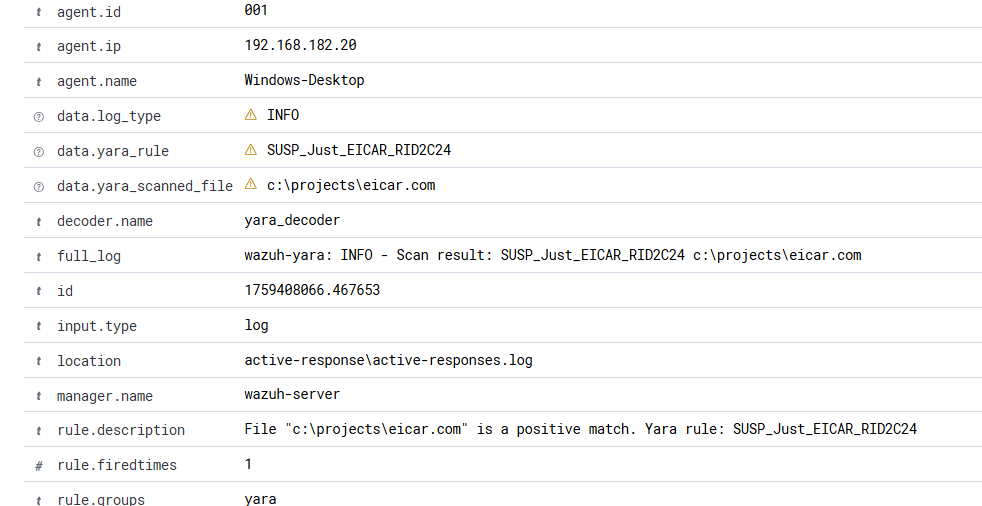 t agent.id 001
t agent.ip 192.168.182.20
t agent.name Windows-Desktop
? data.log_type INFO
? data.yara_rule SUSP_Just_EICAR_RID2C24
? data.yara_scanned_file c:\projects\eicar.com
t decoder.name yara_decoder
t full_log wazuh-yara: INFO - Scan result: SUSP_Just_EICAR_RID2C24 c:\projects\eicar.com
t id 1759408066.467653
t input.type log
t location active-response\active-responses.log
t manager.name wazuh-server
t rule.description File "c:\projects\eicar.com" is a positive match. Yara rule: SUSP_Just_EICAR_RID2C24
# rule.firedtimes 1
t rule.groups yara